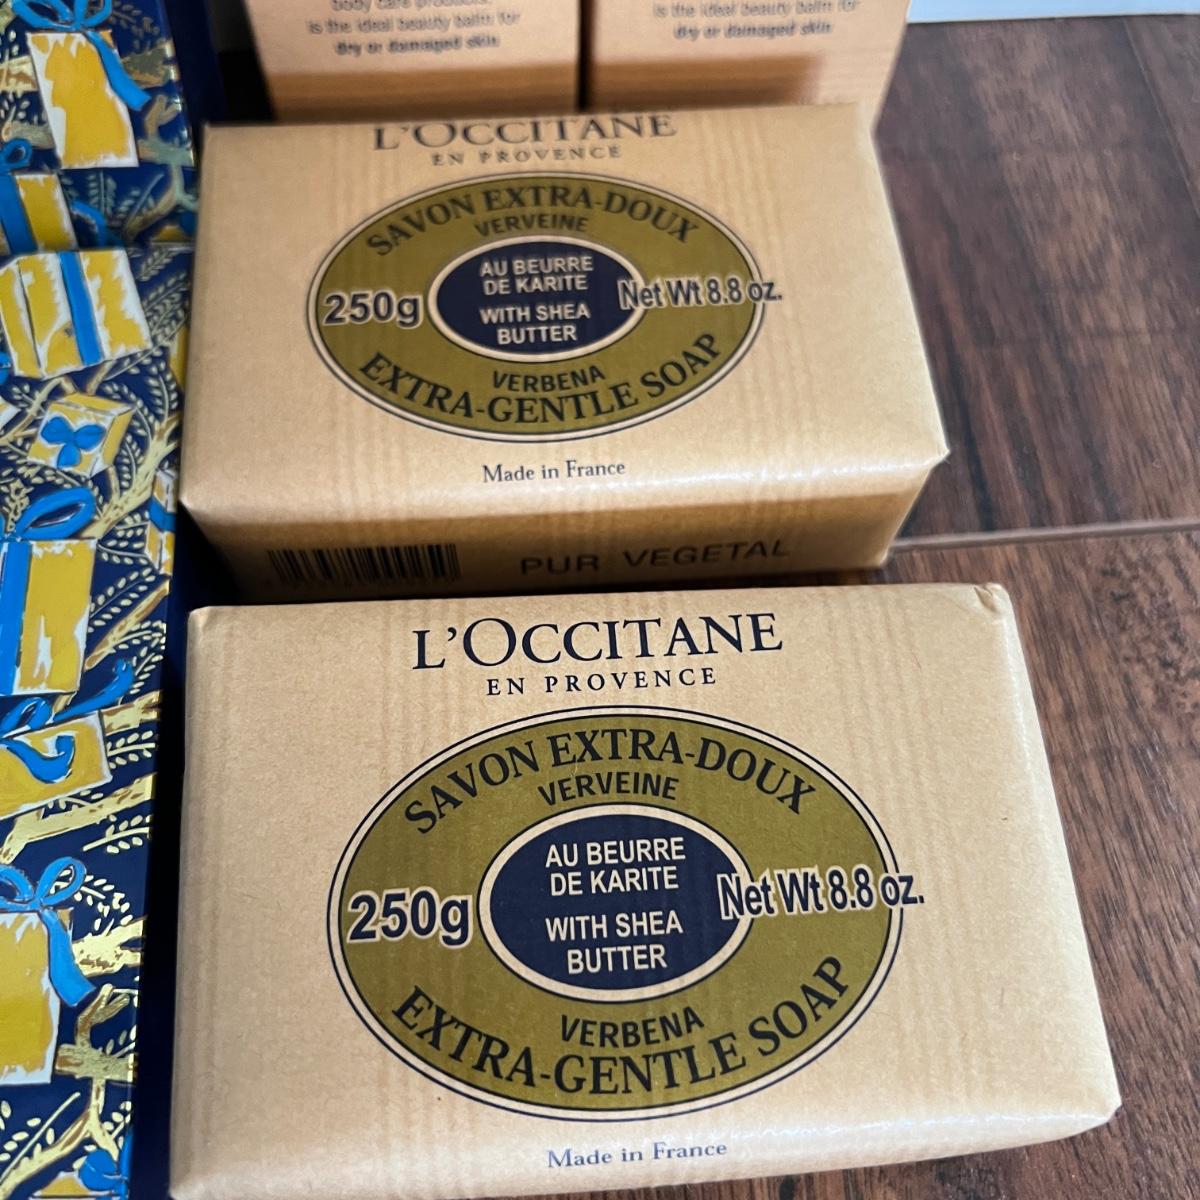 body care products,
is the ideal beauty balm for
dry or damaged skin
is the ideal beauty balm for
dry or damaged skin
L'OCCITANE
EN PROVENCE
SAVON EXTRA-DOUX
VERVEINE
AU BEURRE
DE KARITE
250g
Net Wt 8.8 oz.
WITH SHEA
BUTTER
VERBENA
EXTRA-GENTLE SOAP
Made in France
PUR VEGETAL
L'OCCITANE
EN PROVENCE
SAVON EXTRA-DOUX
VERVEINE
AU BEURRE
DE KARITE
250g
Net Wt 8.8 oz.
WITH SHEA
BUTTER
VERBENA
EXTRA-GENTLE SOAP
Made in France